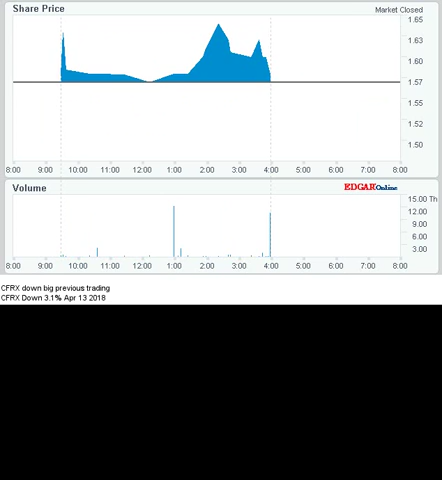 Share Price
Market Closed
1.65
1.63
1.60
1.57
1.55
1.52
1.50
8:00 9:00 10:00 11:00 12:00 1:00 2:00 3:00 4:00 5:00 6:00 7:00 8:00
Volume
EDGAROnline
15.00 Th
12.00
9.00
6.00
3.00
8:00 9:00 10:00 11:00 12:00 1:00 2:00 3:00 4:00 5:00 6:00 7:00 8:00
CFRX down big previous trading
CFRX Down 3.1% Apr 13 2018